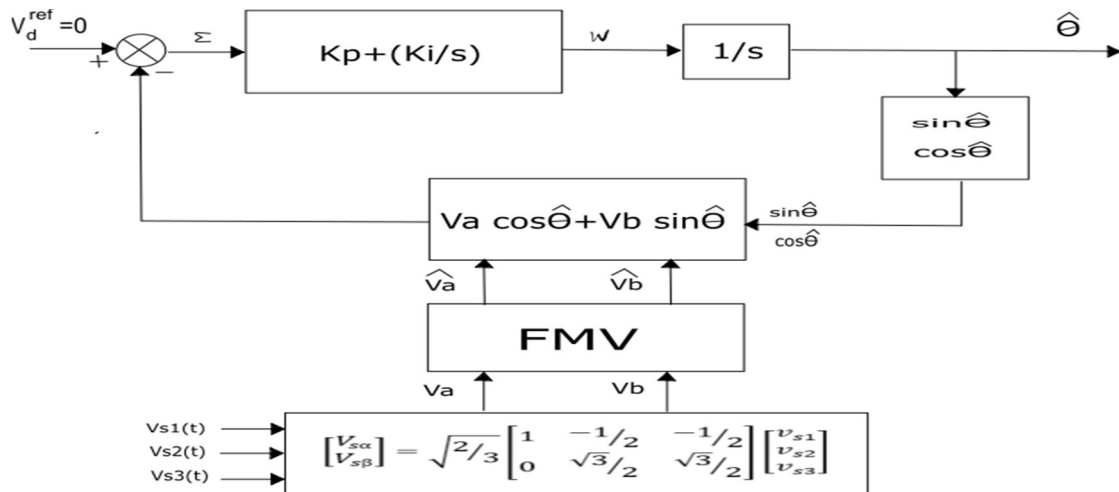 V_d^ref=0
+
−
Σ
Kp+(Ki/s)
w
1/s
θ̂
sinθ̂
cosθ̂
Va cosθ̂+Vb sinθ̂
sinθ̂
cosθ̂
V̂a
V̂b
FMV
Va
Vb
Vs1(t)
Vs2(t)
Vs3(t)
[V_sα; V_sβ] = √2/3 [1 −1/2 −1/2; 0 √3/2 √3/2] [v_s1; v_s2; v_s3]